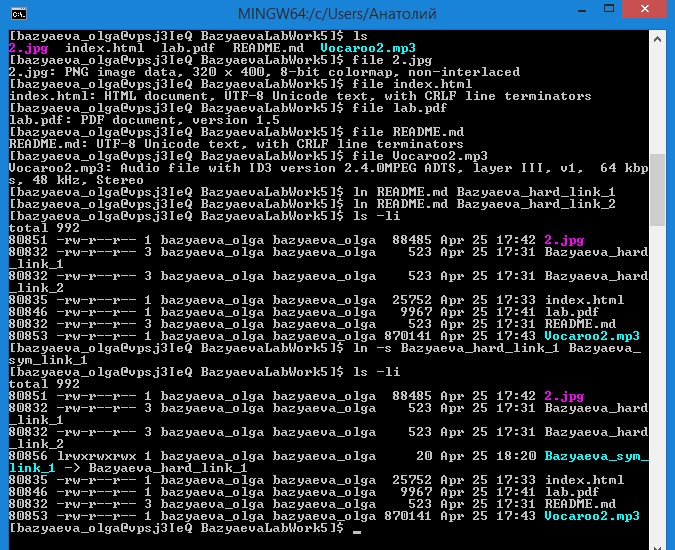 MINGW64:/c/Users/Анатолий
[bazyaeva_olga@vpsj3IeQ BazyaevaLabWork5]$ ls
2.jpg  index.html  lab.pdf  README.md  Vocaroo2.mp3
[bazyaeva_olga@vpsj3IeQ BazyaevaLabWork5]$ file 2.jpg
2.jpg: PNG image data, 320 x 400, 8-bit colormap, non-interlaced
[bazyaeva_olga@vpsj3IeQ BazyaevaLabWork5]$ file index.html
index.html: HTML document, UTF-8 Unicode text, with CRLF line terminators
[bazyaeva_olga@vpsj3IeQ BazyaevaLabWork5]$ file lab.pdf
lab.pdf: PDF document, version 1.5
[bazyaeva_olga@vpsj3IeQ BazyaevaLabWork5]$ file README.md
README.md: UTF-8 Unicode text, with CRLF line terminators
[bazyaeva_olga@vpsj3IeQ BazyaevaLabWork5]$ file Vocaroo2.mp3
Vocaroo2.mp3: Audio file with ID3 version 2.4.0MPEG ADTS, layer III, v1,  64 kbp
s, 48 kHz, Stereo
[bazyaeva_olga@vpsj3IeQ BazyaevaLabWork5]$ ln README.md Bazyaeva_hard_link_1
[bazyaeva_olga@vpsj3IeQ BazyaevaLabWork5]$ ln README.md Bazyaeva_hard_link_2
[bazyaeva_olga@vpsj3IeQ BazyaevaLabWork5]$ ls -li
total 992
80851 -rw-r--r-- 1 bazyaeva_olga bazyaeva_olga  88485 Apr 25 17:42 2.jpg
80832 -rw-r--r-- 3 bazyaeva_olga bazyaeva_olga    523 Apr 25 17:31 Bazyaeva_hard
_link_1
80832 -rw-r--r-- 3 bazyaeva_olga bazyaeva_olga    523 Apr 25 17:31 Bazyaeva_hard
_link_2
80835 -rw-r--r-- 1 bazyaeva_olga bazyaeva_olga  25752 Apr 25 17:33 index.html
80846 -rw-r--r-- 1 bazyaeva_olga bazyaeva_olga   9967 Apr 25 17:41 lab.pdf
80832 -rw-r--r-- 3 bazyaeva_olga bazyaeva_olga    523 Apr 25 17:31 README.md
80853 -rw-r--r-- 1 bazyaeva_olga bazyaeva_olga 870141 Apr 25 17:43 Vocaroo2.mp3
[bazyaeva_olga@vpsj3IeQ BazyaevaLabWork5]$ ln -s Bazyaeva_hard_link_1 Bazyaeva_
sym_link_1
[bazyaeva_olga@vpsj3IeQ BazyaevaLabWork5]$ ls -li
total 992
80851 -rw-r--r-- 1 bazyaeva_olga bazyaeva_olga  88485 Apr 25 17:42 2.jpg
80832 -rw-r--r-- 3 bazyaeva_olga bazyaeva_olga    523 Apr 25 17:31 Bazyaeva_hard
_link_1
80832 -rw-r--r-- 3 bazyaeva_olga bazyaeva_olga    523 Apr 25 17:31 Bazyaeva_hard
_link_2
80856 lrwxrwxrwx 1 bazyaeva_olga bazyaeva_olga     20 Apr 25 18:20 Bazyaeva_sym_
link_1 -> Bazyaeva_hard_link_1
80835 -rw-r--r-- 1 bazyaeva_olga bazyaeva_olga  25752 Apr 25 17:33 index.html
80846 -rw-r--r-- 1 bazyaeva_olga bazyaeva_olga   9967 Apr 25 17:41 lab.pdf
80832 -rw-r--r-- 3 bazyaeva_olga bazyaeva_olga    523 Apr 25 17:31 README.md
80853 -rw-r--r-- 1 bazyaeva_olga bazyaeva_olga 870141 Apr 25 17:43 Vocaroo2.mp3
[bazyaeva_olga@vpsj3IeQ BazyaevaLabWork5]$ _